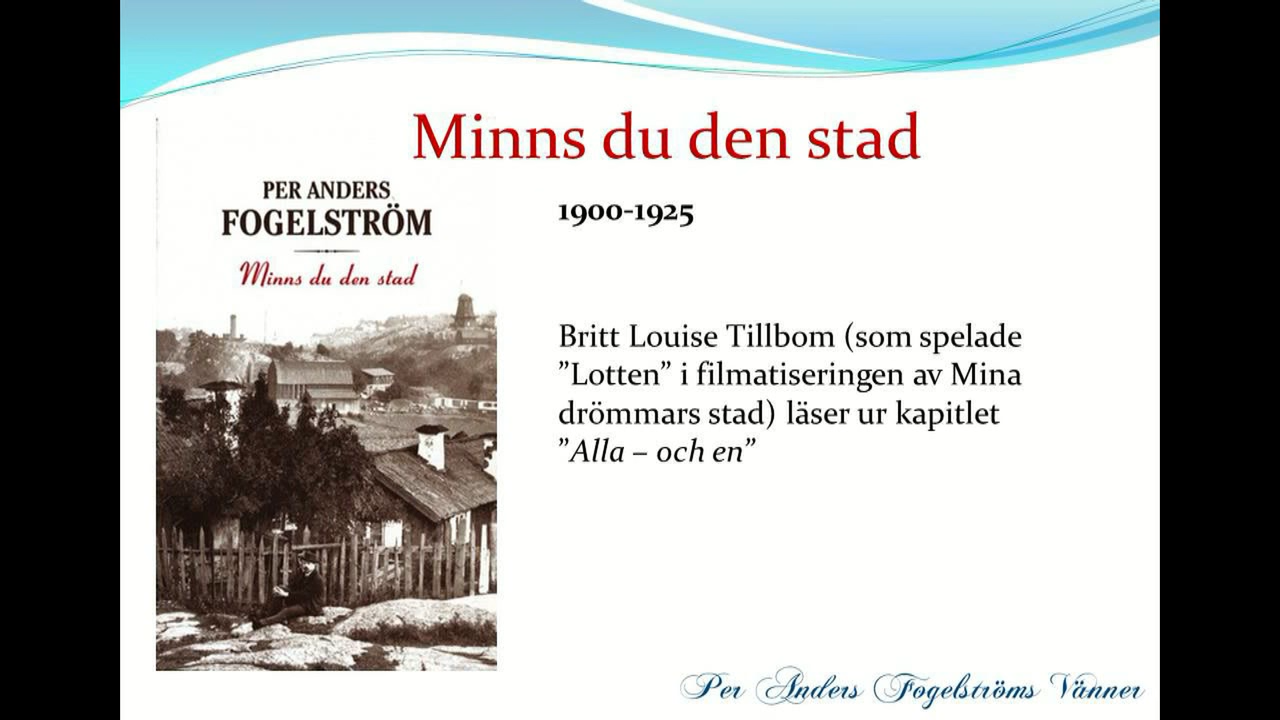 Minns du den stad
PER ANDERS
FOGELSTRÖM
Minns du den stad
1900-1925
Britt Louise Tillbom (som spelade
”Lotten” i filmatiseringen av Mina
drömmars stad) läser ur kapitlet
”Alla – och en”
Per Anders Fogelströms Vänner